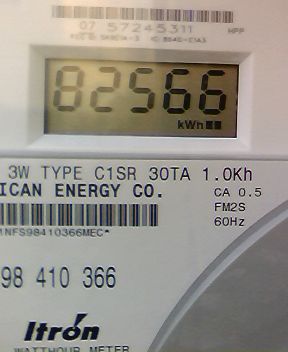 07 57245311 HPP
82566
kWh
3W TYPE C1SR 30TA 1.0Kh
ICAN ENERGY CO.
CA 0.5
FM2S
60Hz
1NFS98410366MEC*
98 410 366
Itron
WATTHOUR METER